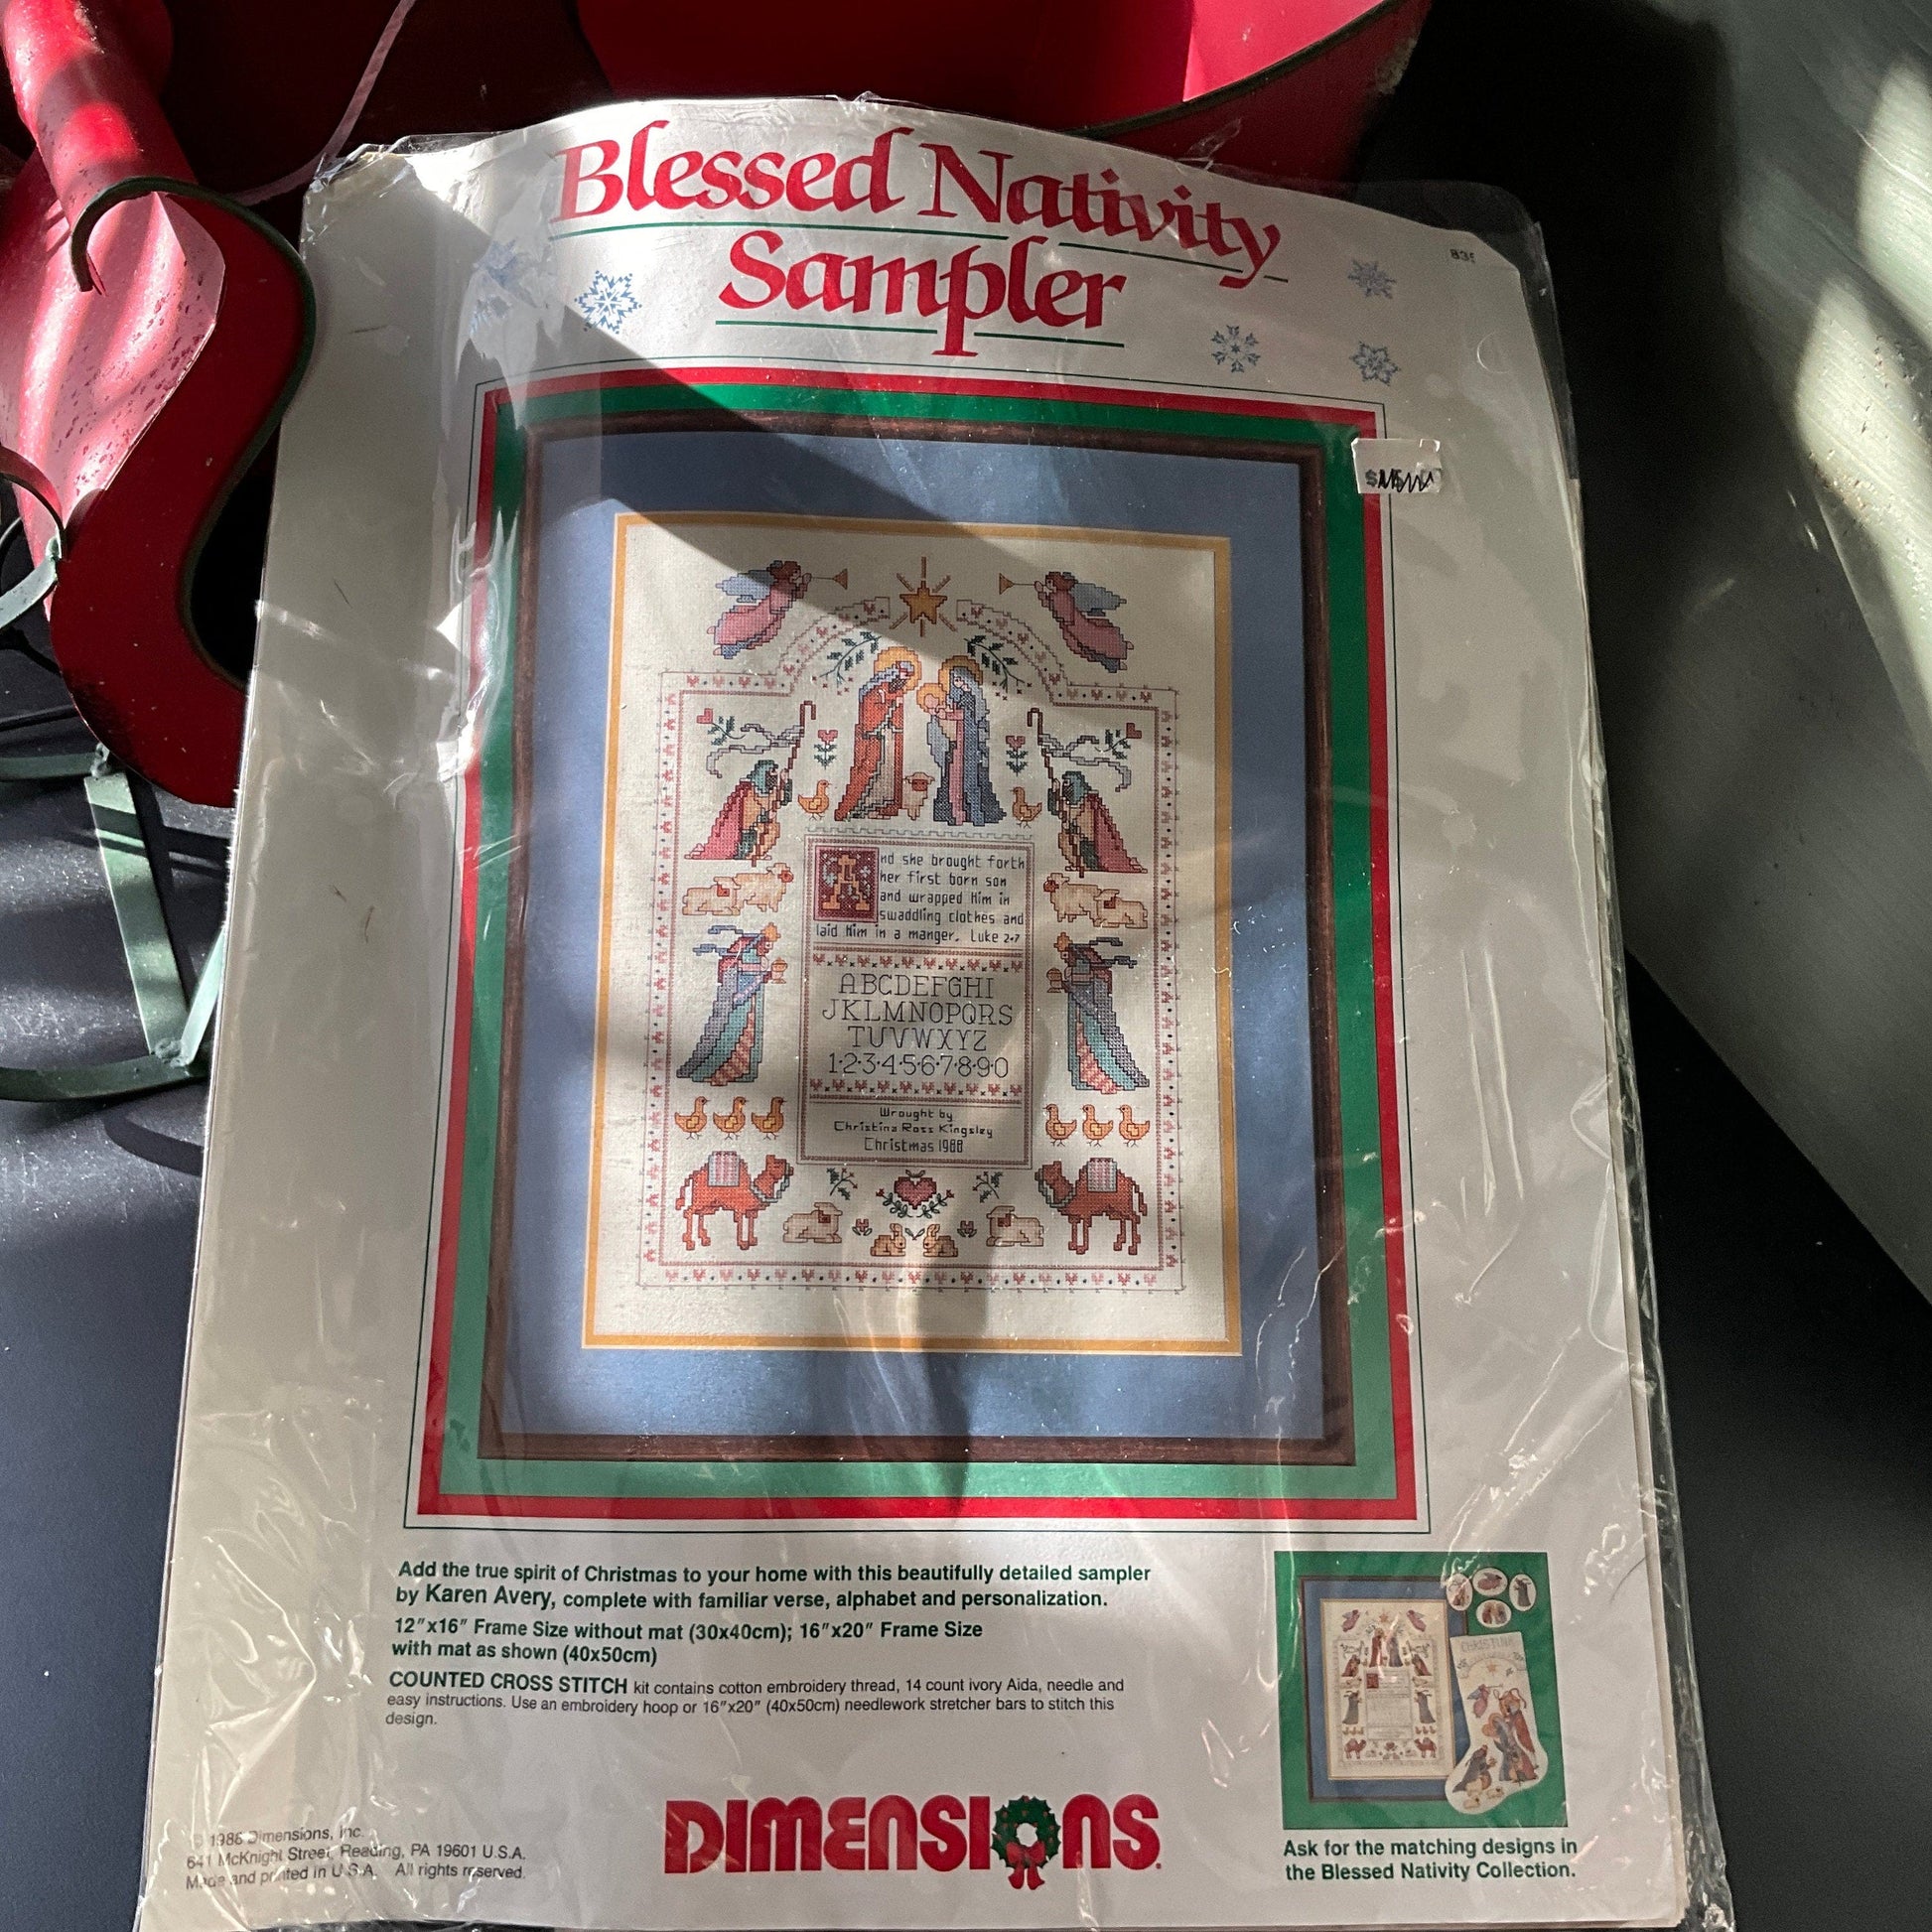 Blessed Nativity
Sampler
nd she brought forth
her first born son
and wrapped Him in
swaddling clothes and
laid Him in a manger. Luke 2·7
ABCDEFGHI
JKLMNOPQRS
TUVWXYZ
1·2·3·4·5·6·7·8·9·0
Wrought by
Christina Ross Kingsley
Christmas 1988
Add the true spirit of Christmas to your home with this beautifully detailed sampler
by Karen Avery, complete with familiar verse, alphabet and personalization.
12"x16" Frame Size without mat (30x40cm); 16"x20" Frame Size
with mat as shown (40x50cm)
COUNTED CROSS STITCH kit contains cotton embroidery thread, 14 count ivory Aida, needle and
easy instructions. Use an embroidery hoop or 16"x20" (40x50cm) needlework stretcher bars to stitch this
design.
CHRISTINA
DIMENSIONS
Dimensions, Inc.
641 McKnight Street, Reading, PA 19601 U.S.A.
Made and printed in U.S.A. All rights reserved.
Ask for the matching designs in
the Blessed Nativity Collection.